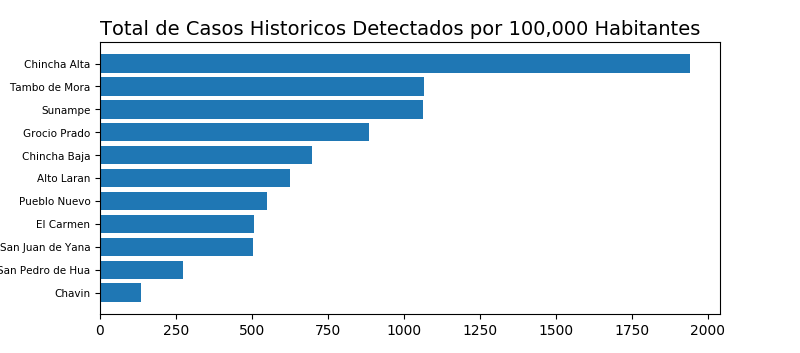 Total de Casos Historicos Detectados por 100,000 Habitantes
Chincha Alta
Tambo de Mora
Sunampe
Grocio Prado
Chincha Baja
Alto Laran
Pueblo Nuevo
El Carmen
San Juan de Yana
San Pedro de Hua
Chavin
0 250 500 750 1000 1250 1500 1750 2000